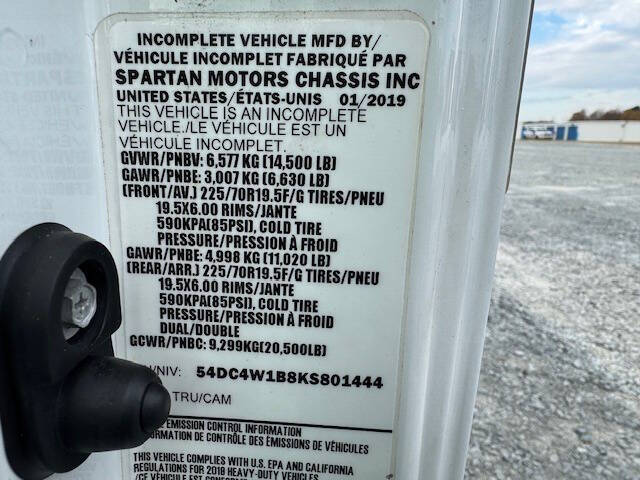 INCOMPLETE VEHICLE MFD BY/
VÉHICULE INCOMPLET FABRIQUÉ PAR
SPARTAN MOTORS CHASSIS INC
UNITED STATES/ÉTATS-UNIS 01/2019
THIS VEHICLE IS AN INCOMPLETE
VEHICLE./LE VÉHICULE EST UN
VÉHICULE INCOMPLET.
GVWR/PNBV: 6,577 KG (14,500 LB)
GAWR/PNBE: 3,007 KG (6,630 LB)
(FRONT/AV.) 225/70R19.5F/G TIRES/PNEU
19.5X6.00 RIMS/JANTE
590KPA(85PSI), COLD TIRE
PRESSURE/PRESSION À FROID
GAWR/PNBE: 4,998 KG (11,020 LB)
(REAR/ARR.) 225/70R19.5F/G TIRES/PNEU
19.5X6.00 RIMS/JANTE
590KPA(85PSI), COLD TIRE
PRESSURE/PRESSION À FROID
DUAL/DOUBLE
GCWR/PNBC: 9,299KG(20,500LB)
/NIV: 54DC4W1B8KS801444
TRU/CAM
EMISSION CONTROL INFORMATION
ORMATION DE CONTRÔLE DES ÉMISSIONS DE VÉHICULES
THIS VEHICLE COMPLIES WITH U.S. EPA AND CALIFORNIA
REGULATIONS FOR 2018 HEAVY-DUTY VEHICLES